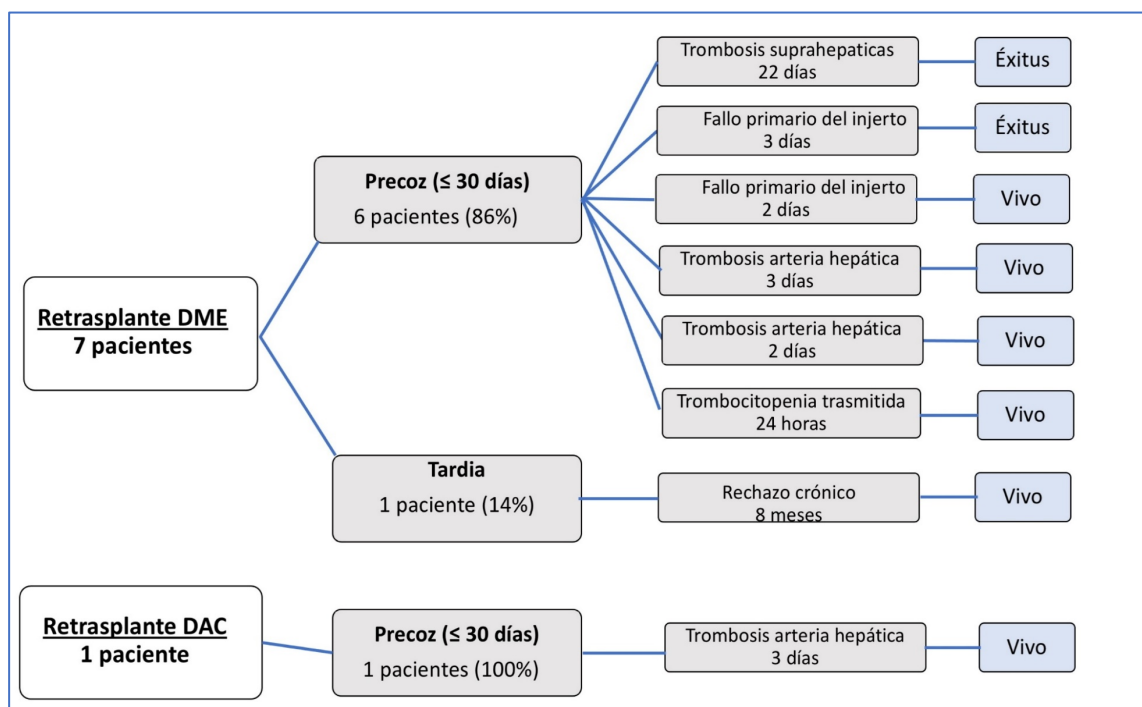 Retrasplante DME
7 pacientes
Precoz (≤ 30 días)
6 pacientes (86%)
Trombosis suprahepaticas
22 días
Éxitus
Fallo primario del injerto
3 días
Éxitus
Fallo primario del injerto
2 días
Vivo
Trombosis arteria hepática
3 días
Vivo
Trombosis arteria hepática
2 días
Vivo
Trombocitopenia trasmitida
24 horas
Vivo
Tardia
1 paciente (14%)
Rechazo crónico
8 meses
Vivo
Retrasplante DAC
1 paciente
Precoz (≤ 30 días)
1 pacientes (100%)
Trombosis arteria hepática
3 días
Vivo